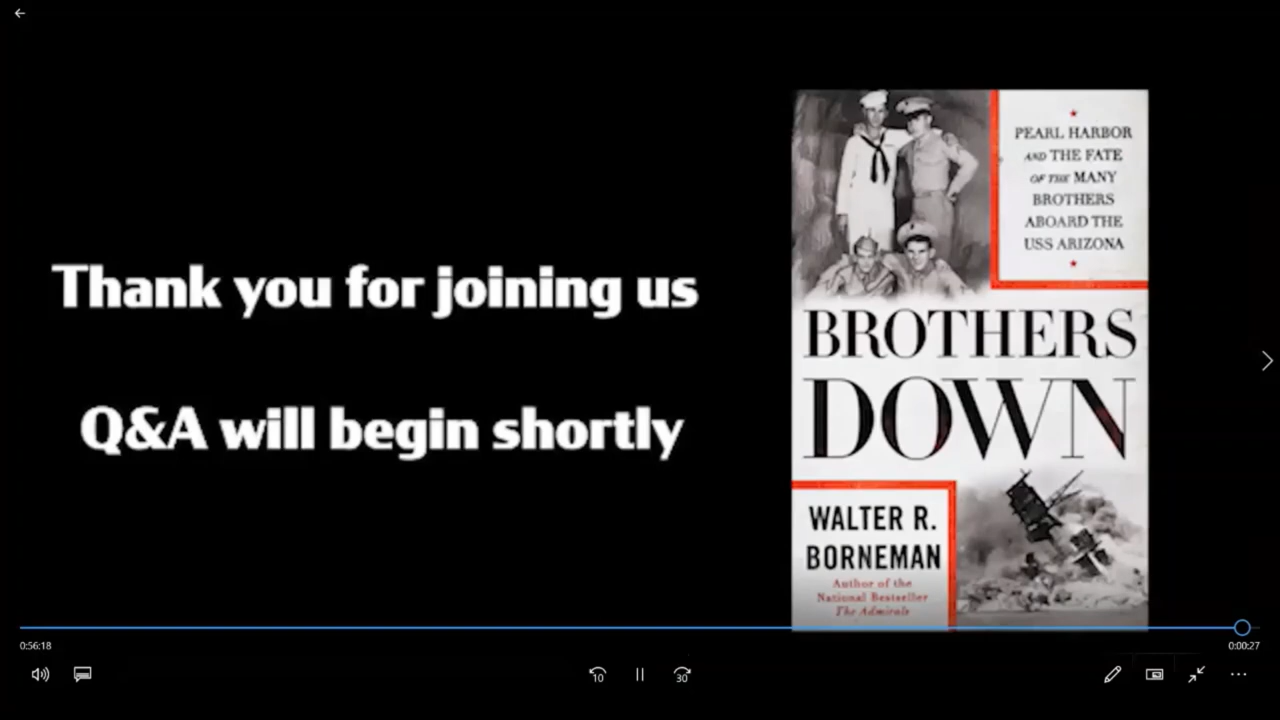 Thank you for joining us
Q&A will begin shortly
PEARL HARBOR
AND THE FATE
OF THE MANY
BROTHERS
ABOARD THE
USS ARIZONA
BROTHERS
DOWN
WALTER R.
BORNEMAN
Author of the
National Bestseller
The Admirals
0:56:18
0:00:27
10
30